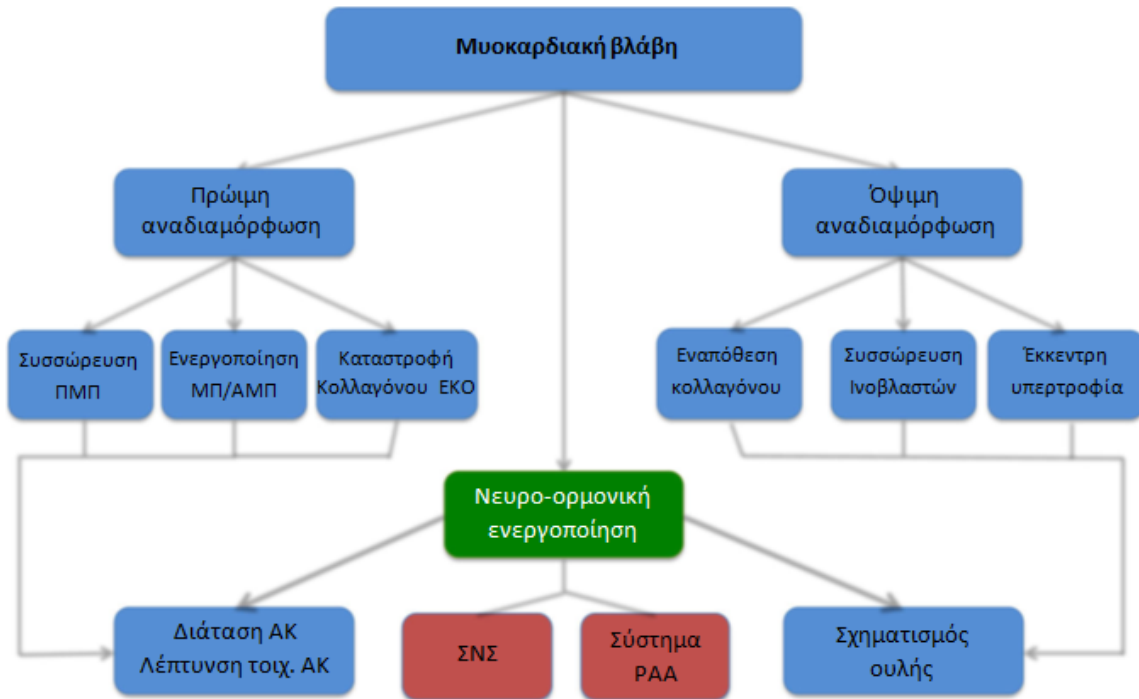 Μυοκαρδιακή βλάβη
Πρώιμη
αναδιαμόρφωση
Όψιμη
αναδιαμόρφωση
Συσσώρευση
ΠΜΠ
Ενεργοποίηση
ΜΠ/ΑΜΠ
Καταστροφή
Κολλαγόνου ΕΚΟ
Εναπόθεση
κολλαγόνου
Συσσώρευση
Ινοβλαστών
Έκκεντρη
υπερτροφία
Νευρο-ορμονική
ενεργοποίηση
Διάταση ΑΚ
Λέπτυνση τοιχ. ΑΚ
ΣΝΣ
Σύστημα
ΡΑΑ
Σχηματισμός
ουλής